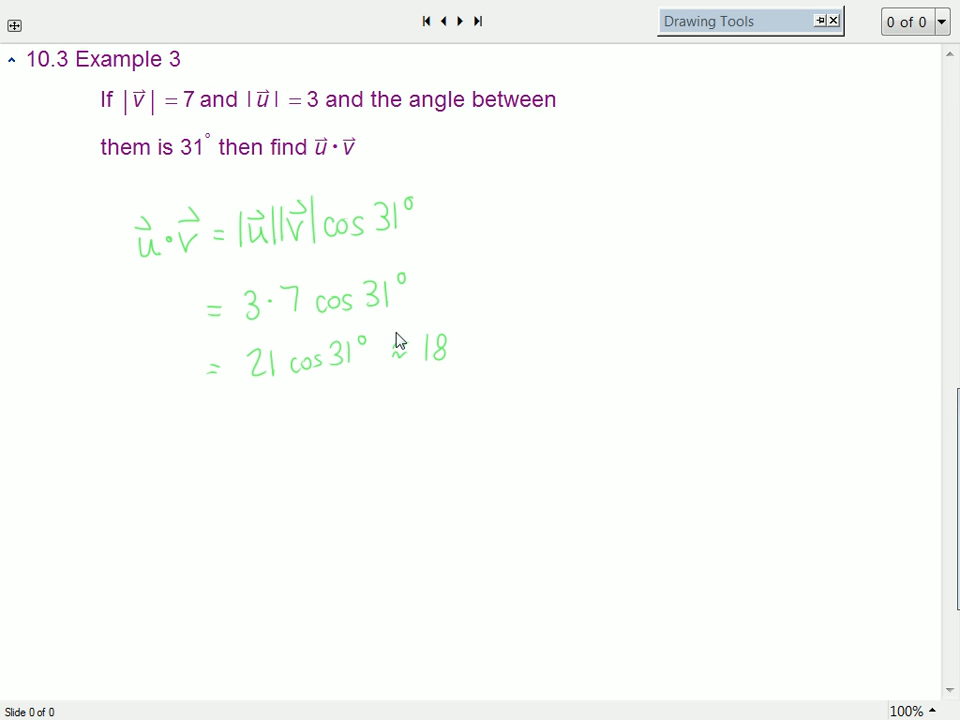 Drawing Tools
0 of 0
10.3 Example 3
If |v⃗| = 7 and |u⃗| = 3 and the angle between
them is 31° then find u⃗ · v⃗
u⃗ · v⃗ = |u⃗||v⃗| cos 31°
= 3 · 7 cos 31°
= 21 cos 31° ≈ 18
Slide 0 of 0
100%